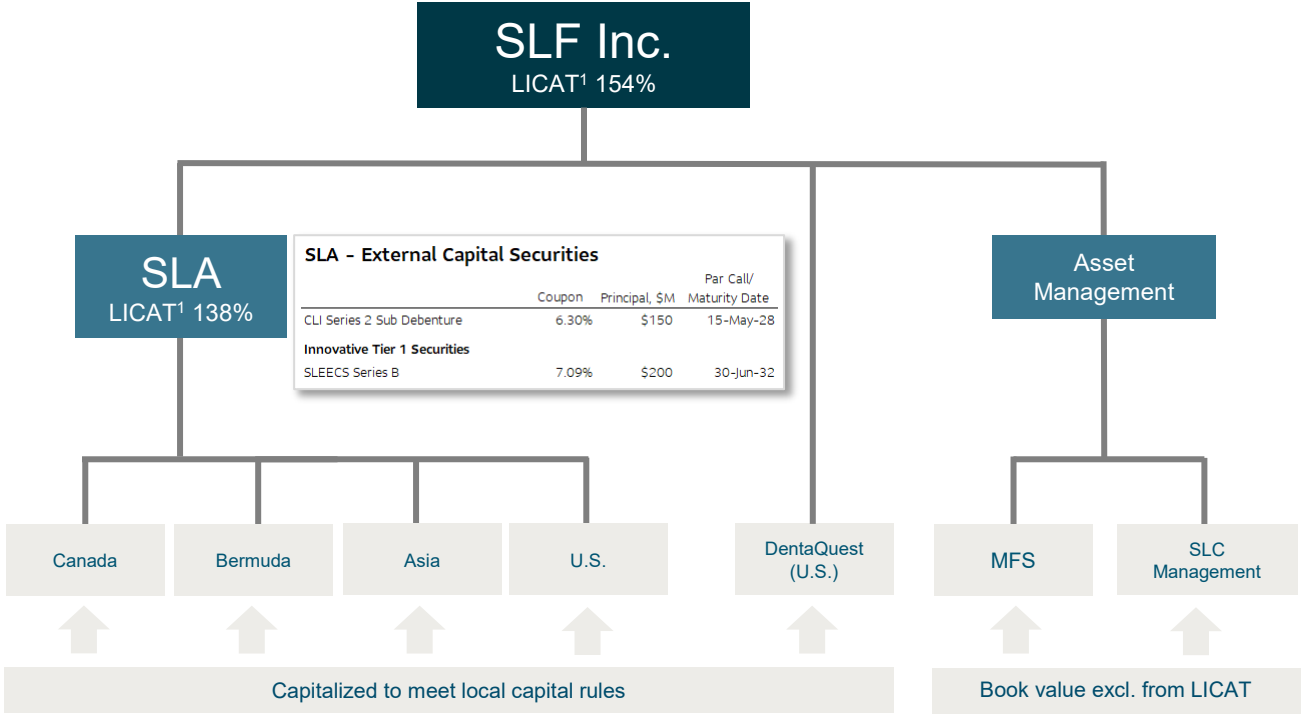 SLF Inc.
LICAT¹ 154%
SLA
LICAT¹ 138%
SLA – External Capital Securities
Par Call/
Coupon Principal, $M Maturity Date
CLI Series 2 Sub Debenture 6.30% $150 15-May-28
Innovative Tier 1 Securities
SLEECS Series B 7.09% $200 30-Jun-32
Asset
Management
Canada
Bermuda
Asia
U.S.
DentaQuest
(U.S.)
MFS
SLC
Management
Capitalized to meet local capital rules
Book value excl. from LICAT